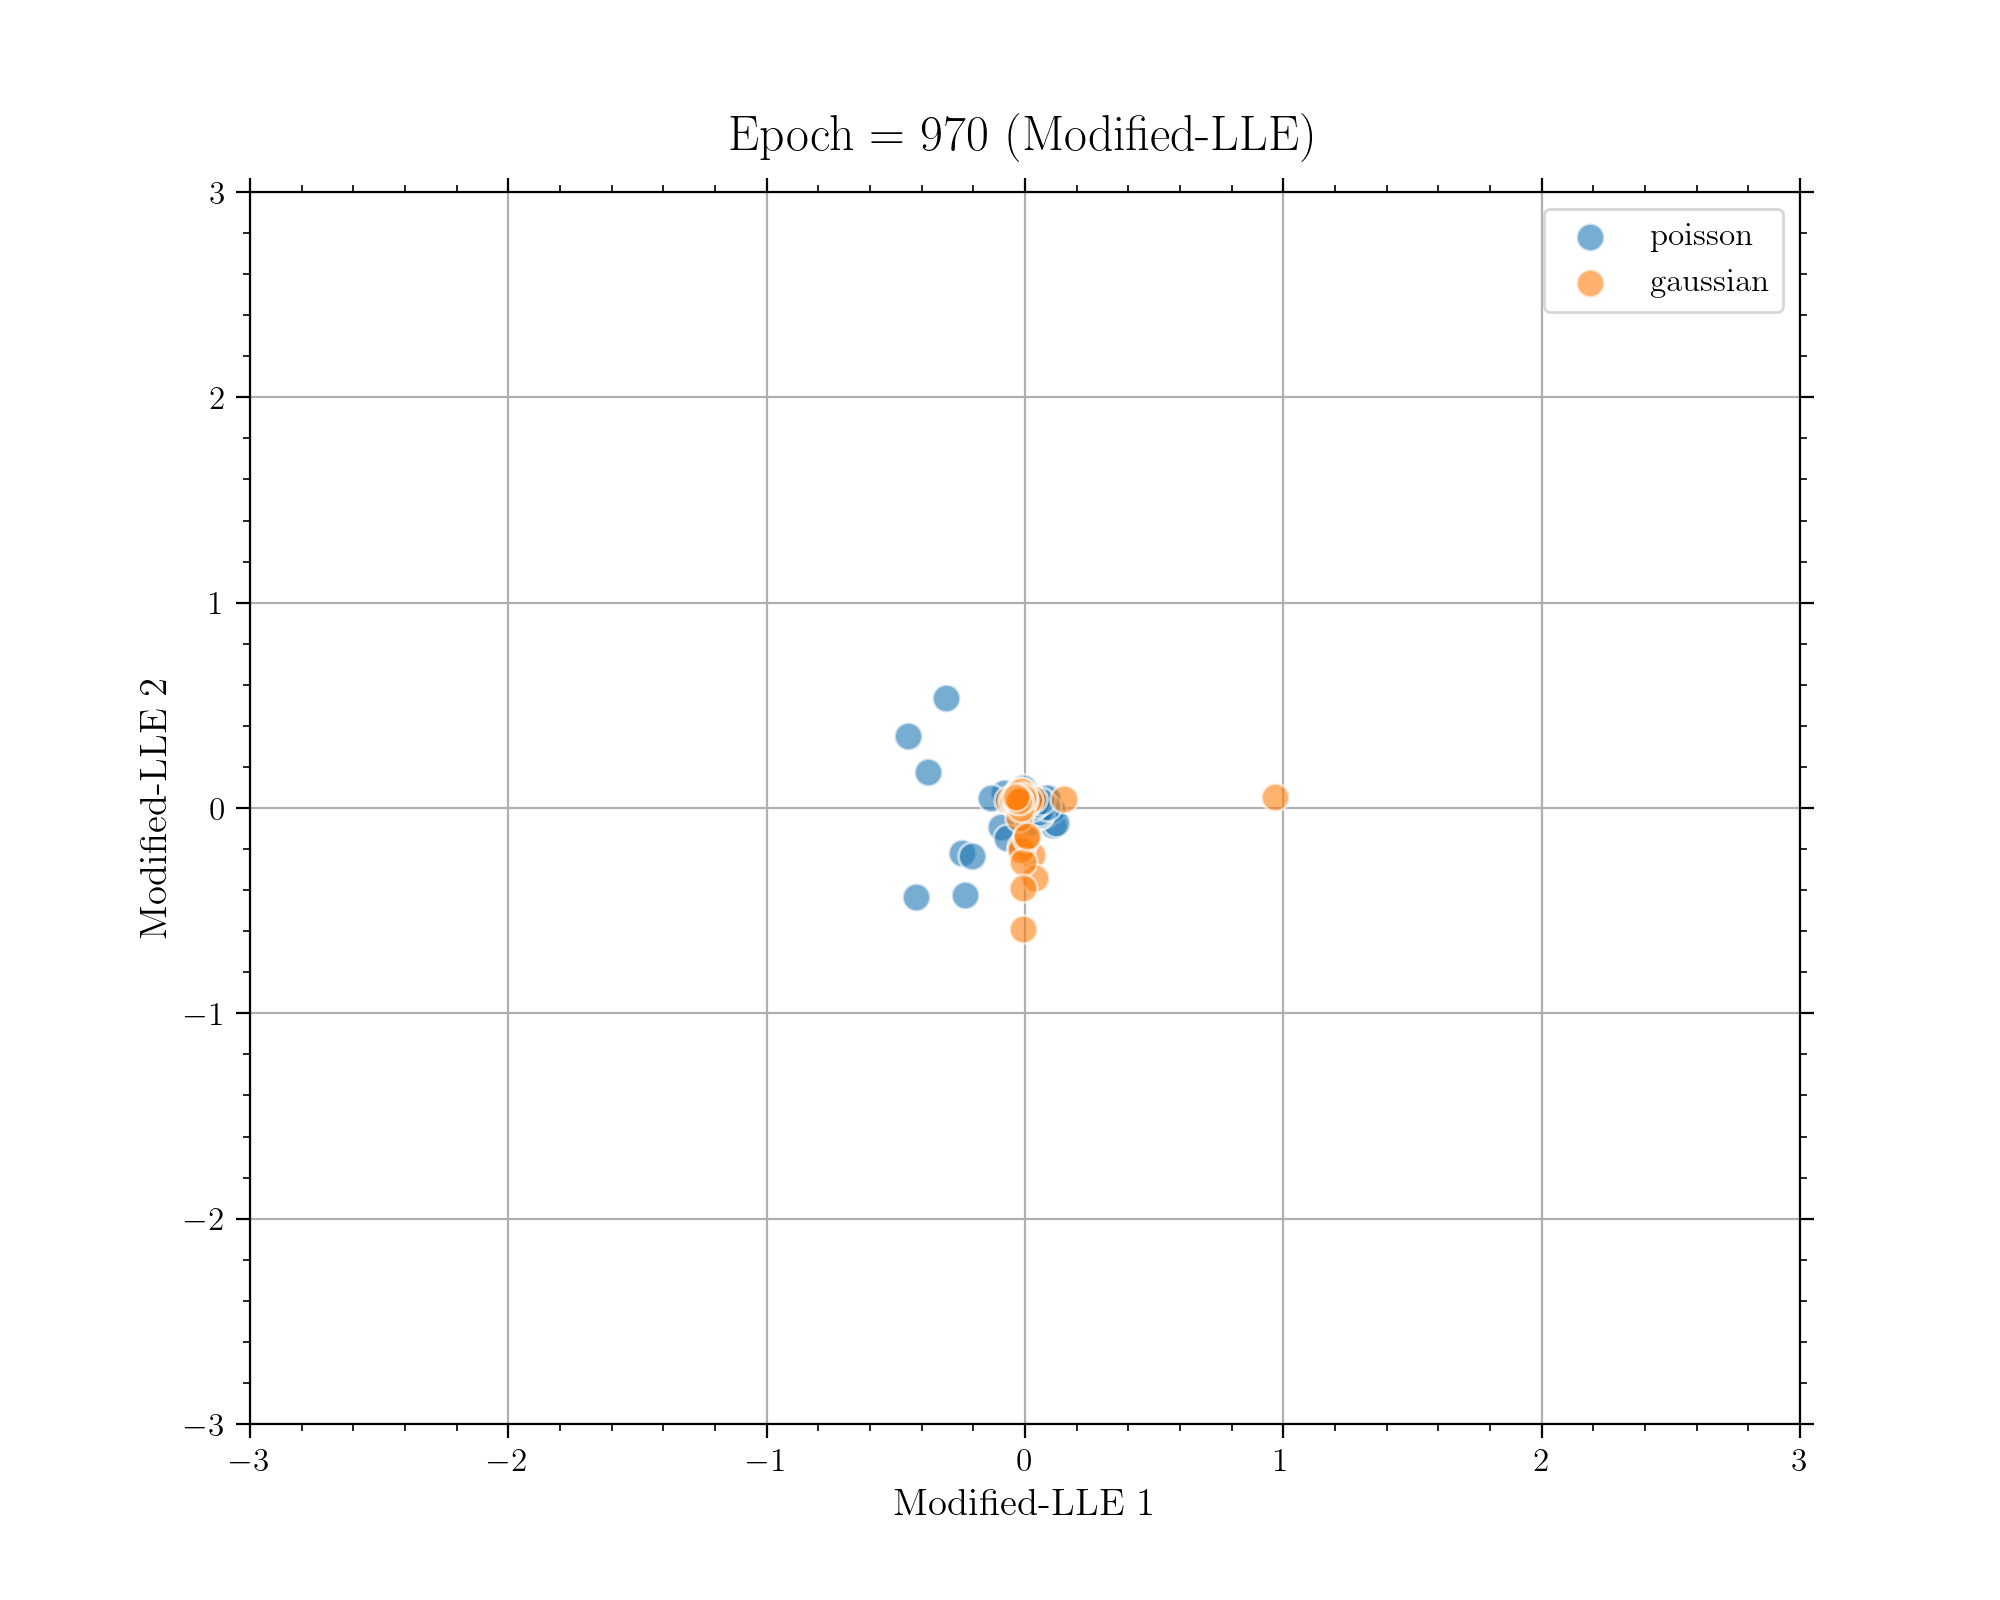 Epoch = 970 (Modified-LLE)
poisson
gaussian
3
2
1
0
−1
−2
−3
Modified-LLE 2
−3 −2 −1 0 1 2 3
Modified-LLE 1